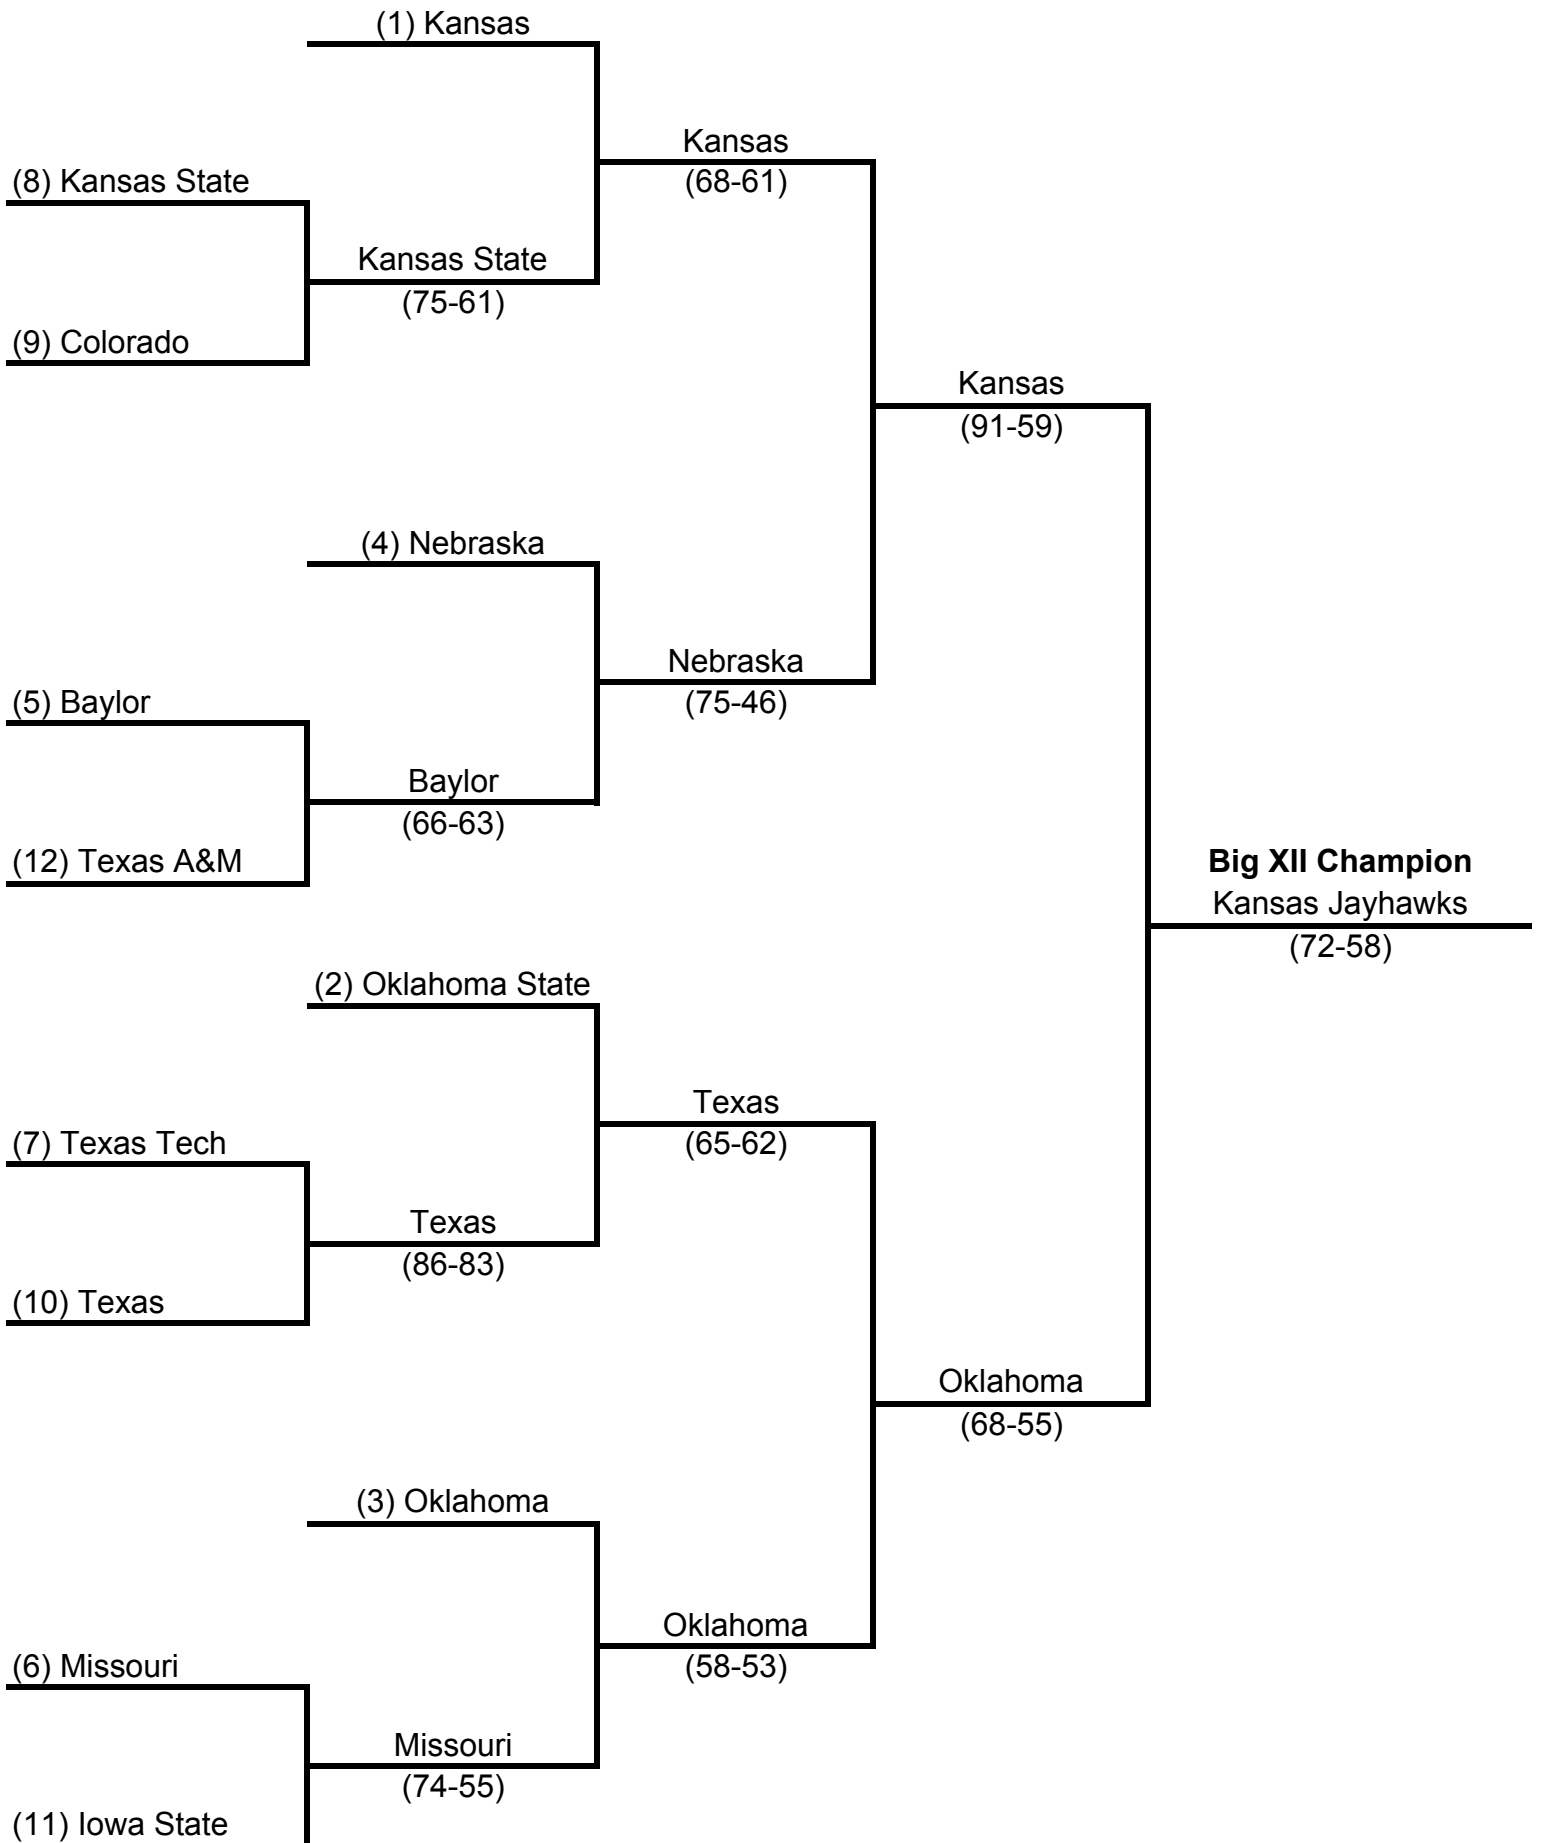 (1) Kansas
Kansas
(68-61)
(8) Kansas State
Kansas State
(75-61)
(9) Colorado
Kansas
(91-59)
(4) Nebraska
Nebraska
(75-46)
(5) Baylor
Baylor
(66-63)
(12) Texas A&M
Big XII Champion
Kansas Jayhawks
(72-58)
(2) Oklahoma State
Texas
(65-62)
(7) Texas Tech
Texas
(86-83)
(10) Texas
Oklahoma
(68-55)
(3) Oklahoma
Oklahoma
(58-53)
(6) Missouri
Missouri
(74-55)
(11) Iowa State